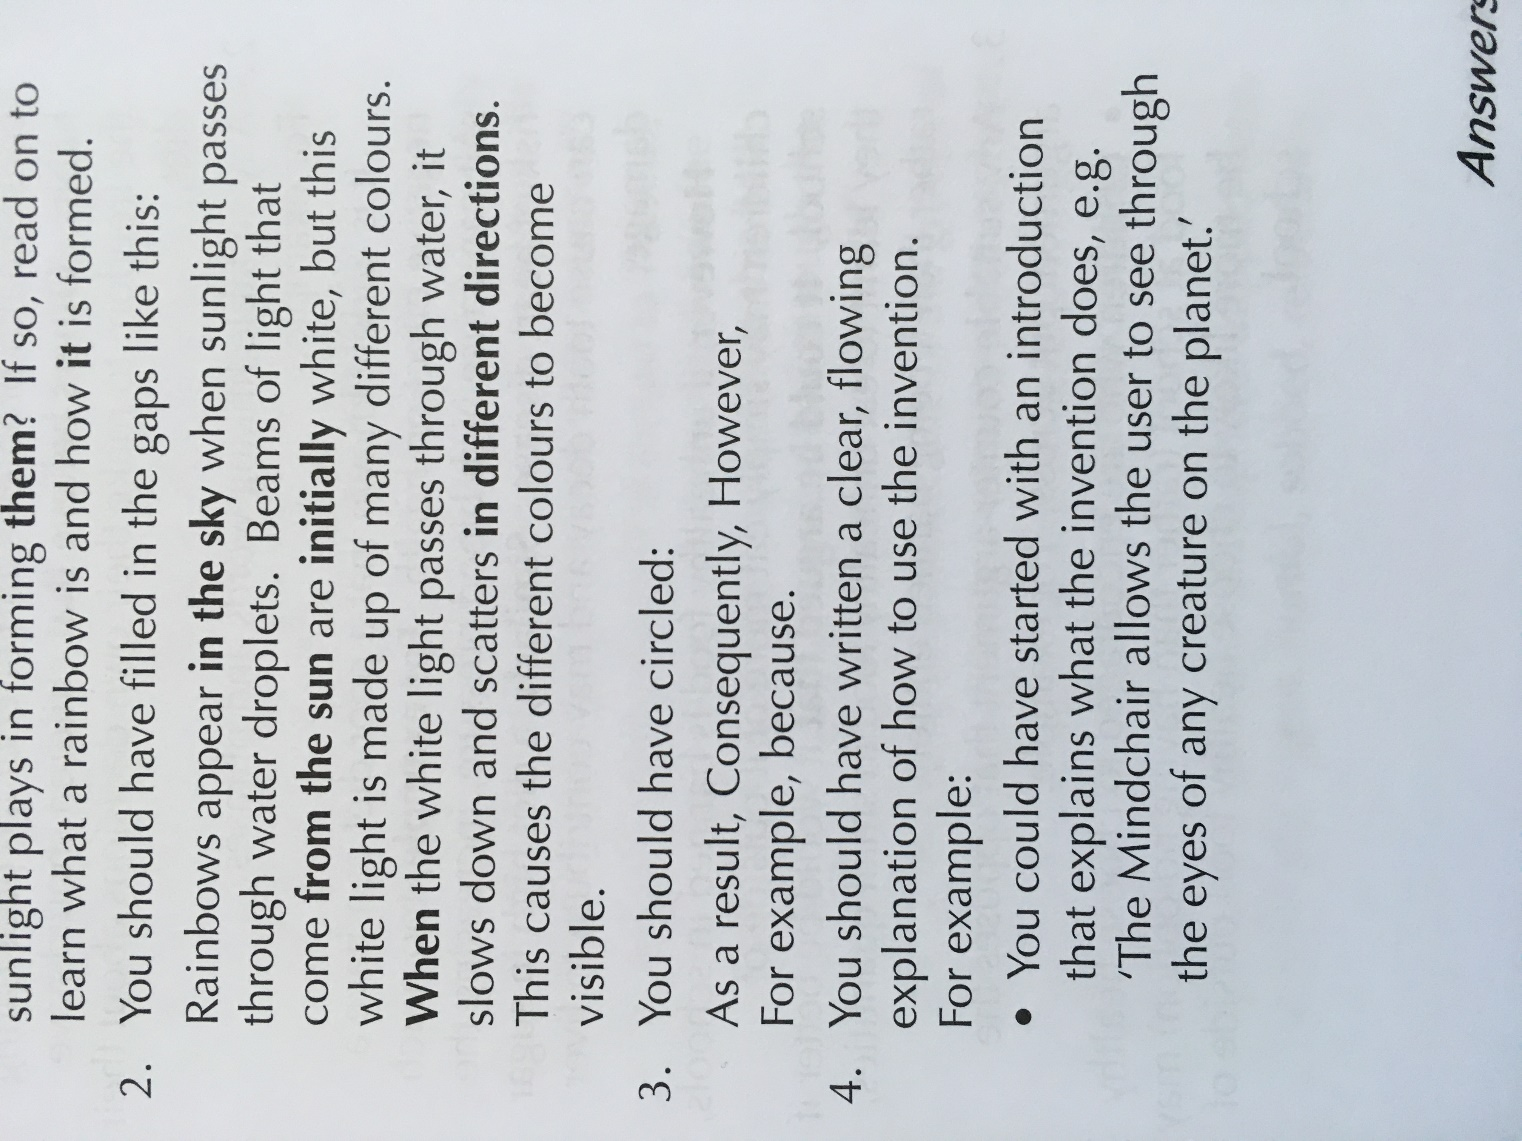 sunlight plays in forming them? If so, read on to
learn what a rainbow is and how it is formed.
2. You should have filled in the gaps like this:
Rainbows appear in the sky when sunlight passes
through water droplets. Beams of light that
come from the sun are initially white, but this
white light is made up of many different colours.
When the white light passes through water, it
slows down and scatters in different directions.
This causes the different colours to become
visible.
3. You should have circled:
As a result, Consequently, However,
For example, because.
4. You should have written a clear, flowing
explanation of how to use the invention.
For example:
• You could have started with an introduction
that explains what the invention does, e.g.
‘The Mindchair allows the user to see through
the eyes of any creature on the planet.’
Answers